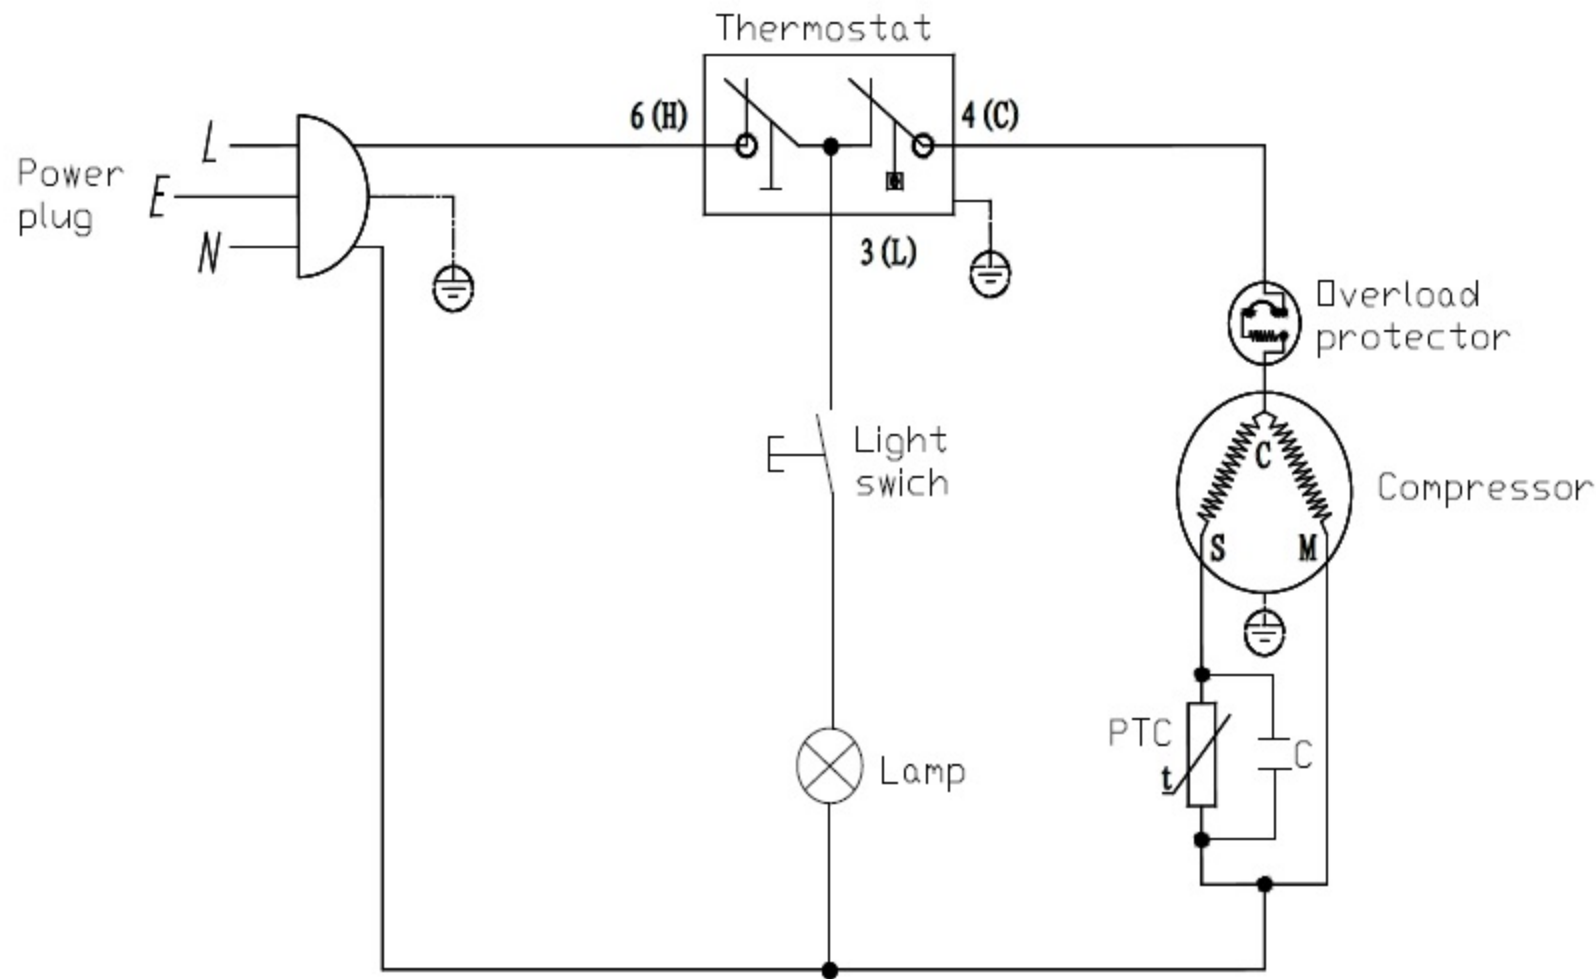 Thermostat
6 (H)
4 (C)
L
Power
plug
E
N
3 (L)
Overload
protector
Light
swich
C
Compressor
S
M
PTC
t
C
Lamp